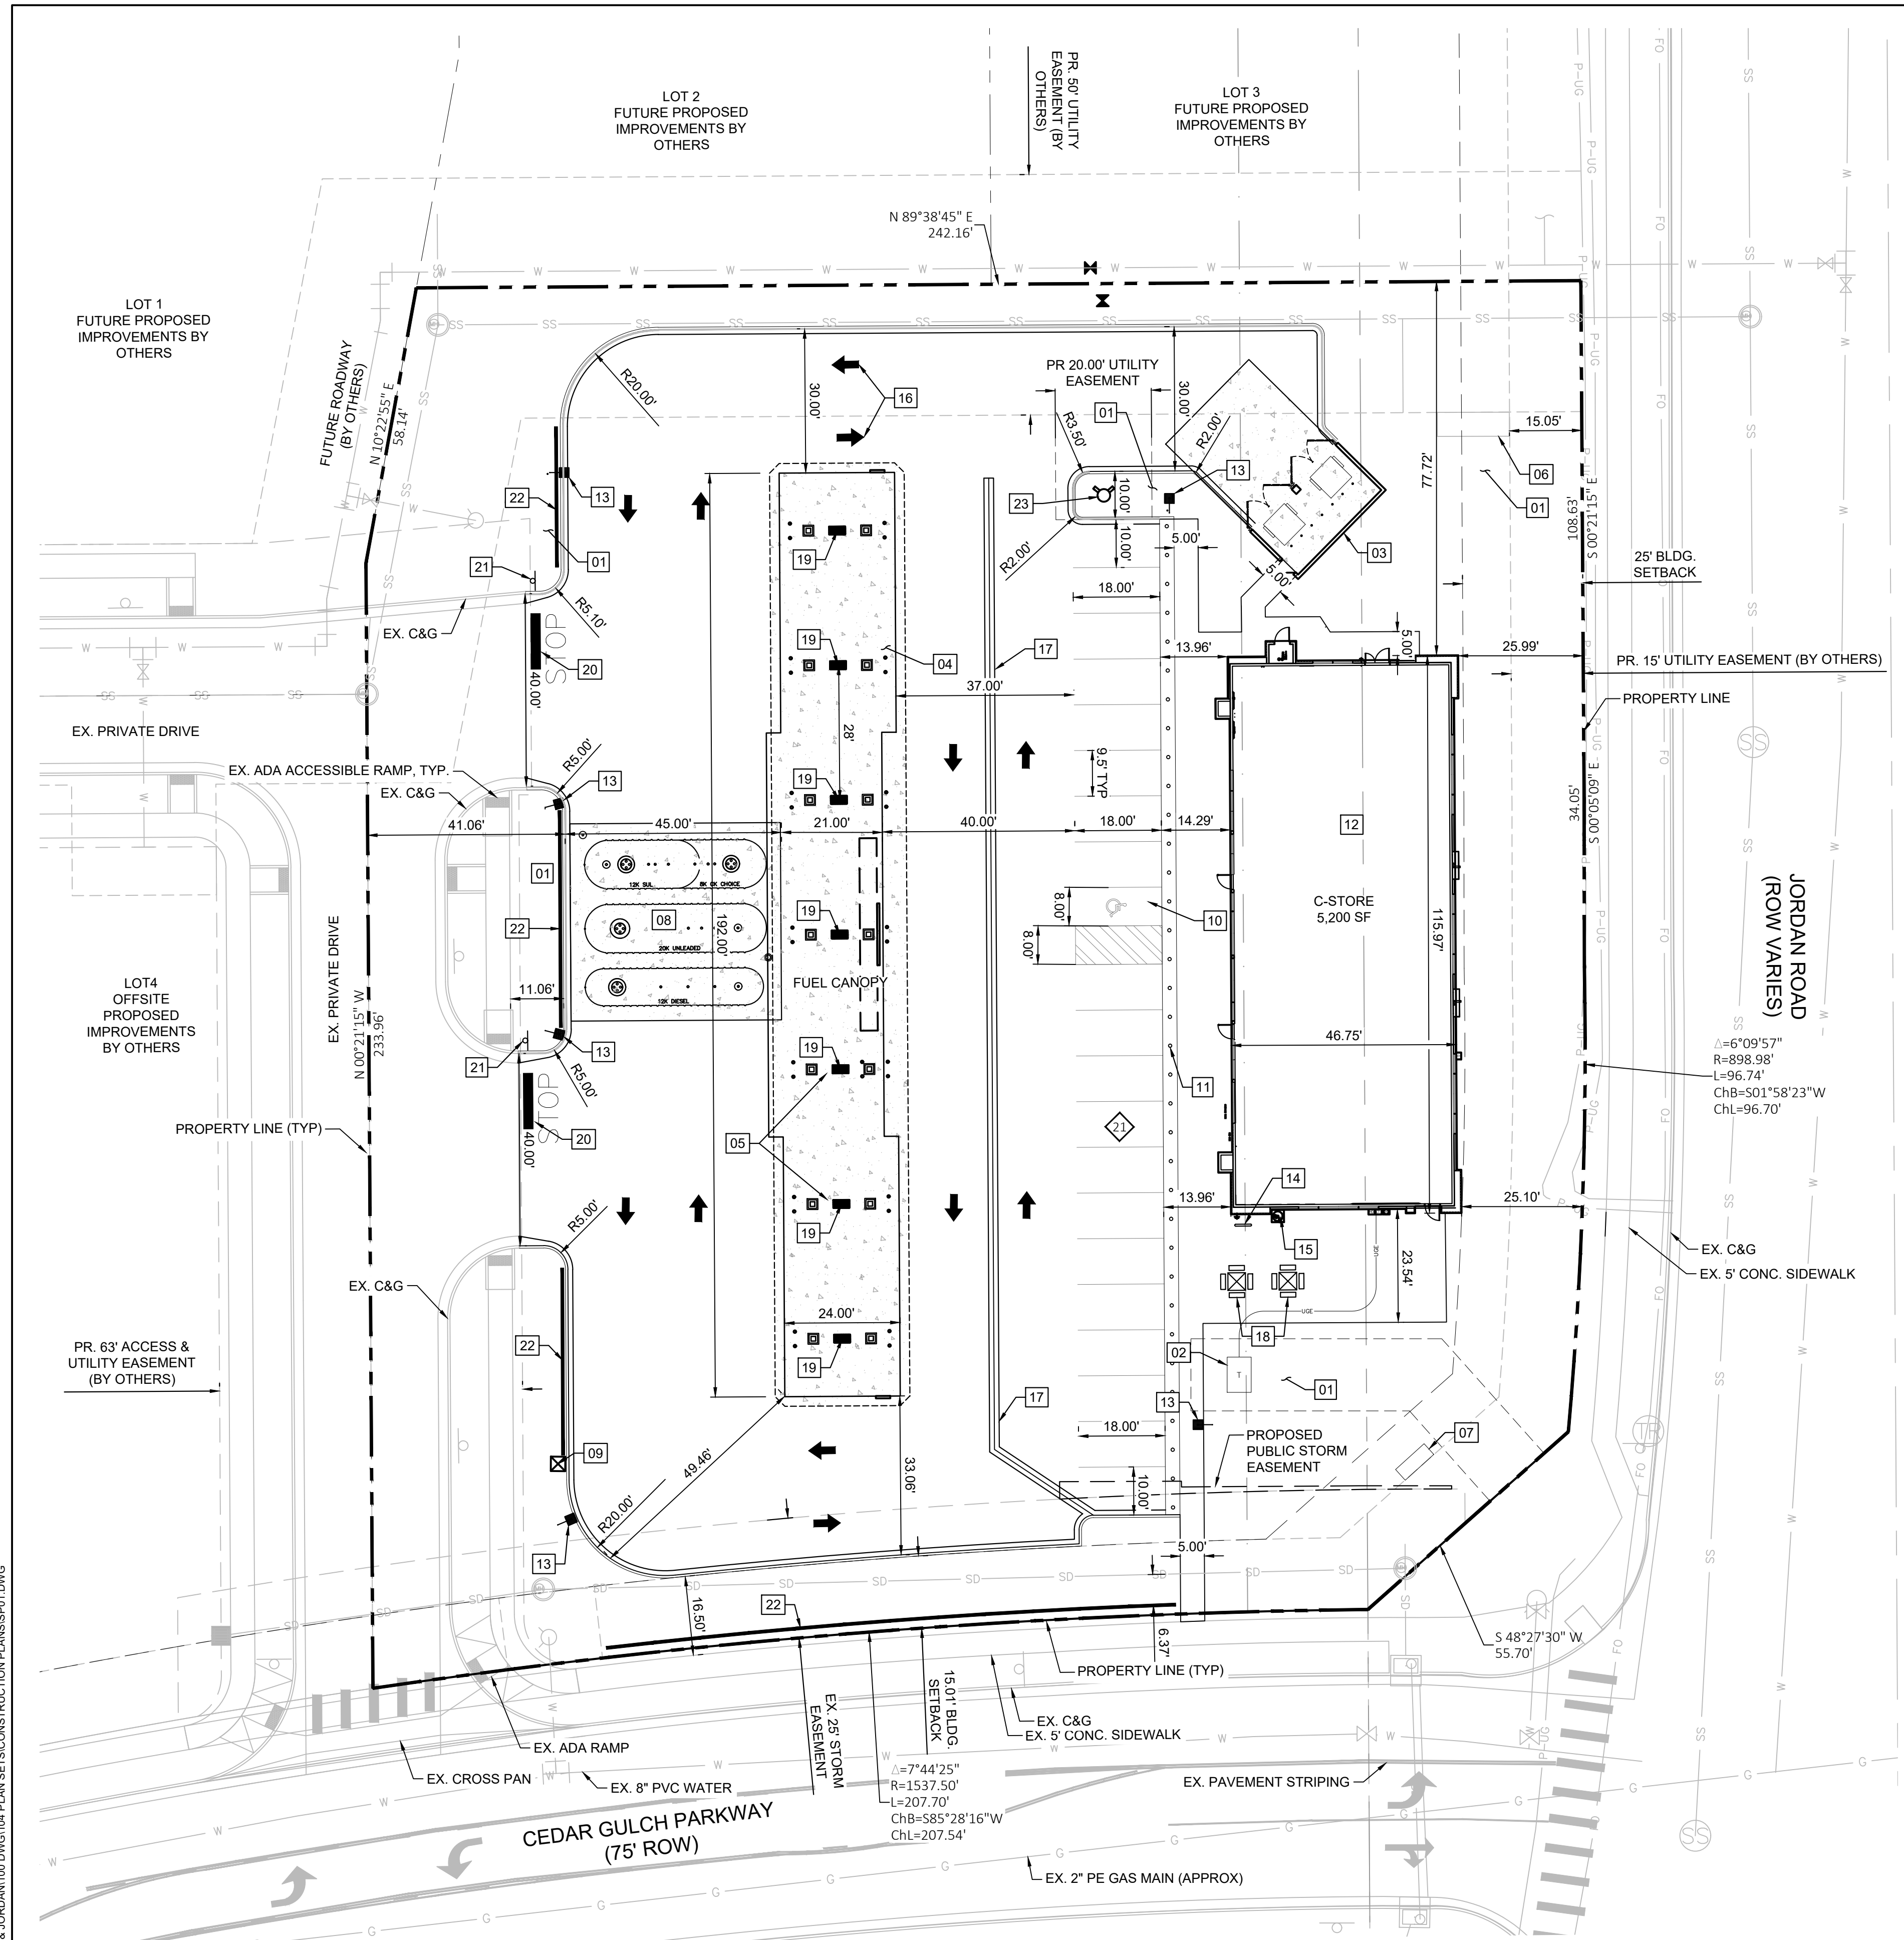 LOT 2
FUTURE PROPOSED
IMPROVEMENTS BY
OTHERS
PR. 50' UTILITY
EASEMENT (BY
OTHERS)
LOT 3
FUTURE PROPOSED
IMPROVEMENTS BY
OTHERS
N 89°38'45" E
242.16'
LOT 1
FUTURE PROPOSED
IMPROVEMENTS BY
OTHERS
FUTURE ROADWAY
(BY OTHERS)
N 10°22'55" E
58.14'
R20.00'
30.00'
16
PR 20.00' UTILITY
EASEMENT
30.00'
01
R3.50'
R2.00'
13
77.72'
15.05'
06
01
108.63'
S 00°21'15" E
22
13
23
10.00'
10.00'
R2.00'
5.00'
5.00'
03
19
21
01
R5.10'
EX. C&G
STOP
20
40.00'
18.00'
25' BLDG.
SETBACK
19
04
17
13.96'
5.00'
25.99'
PR. 15' UTILITY EASEMENT (BY OTHERS)
37.00'
PROPERTY LINE
28'
EX. PRIVATE DRIVE
EX. ADA ACCESSIBLE RAMP, TYP.
EX. C&G
R5.00'
13
19
9.5' TYP
34.05'
S 00°05'09" E
41.06'
45.00'
21.00'
40.00'
18.00'
14.29'
12
01
12K SUL
8K CK CHOICE
08
20K UNLEADED
12K DIESEL
192.00'
19
FUEL CANOPY
8.00'
8.00'
10
C-STORE
5,200 SF
115.97'
JORDAN ROAD
(ROW VARIES)
22
EX. PRIVATE DRIVE
N 00°21'15" W
233.96'
LOT4
OFFSITE
PROPOSED
IMPROVEMENTS
BY OTHERS
11.06'
21
13
R5.00'
STOP
20
40.00'
19
05
46.75'
11
21
Δ=6°09'57"
R=898.98'
L=96.74'
ChB=S01°58'23"W
ChL=96.70'
PROPERTY LINE (TYP)
14
13.96'
25.10'
15
19
R5.00'
EX. C&G
23.54'
EX. C&G
EX. 5' CONC. SIDEWALK
UGE
18
22
24.00'
19
02
T
01
PR. 63' ACCESS &
UTILITY EASEMENT
(BY OTHERS)
17
13
18.00'
07
PROPOSED
PUBLIC STORM
EASEMENT
09
49.46'
33.06'
10.00'
R20.00'
13
5.00'
16.50'
22
6.37'
S 48°27'30" W
55.70'
PROPERTY LINE (TYP)
15.01' BLDG.
SETBACK
EX. 25' STORM
EASEMENT
EX. C&G
EX. 5' CONC. SIDEWALK
EX. ADA RAMP
EX. CROSS PAN
EX. 8" PVC WATER
EX. PAVEMENT STRIPING
Δ=7°44'25"
R=1537.50'
L=207.70'
ChB=S85°28'16"W
ChL=207.54'
CEDAR GULCH PARKWAY
(75' ROW)
EX. 2" PE GAS MAIN (APPROX)